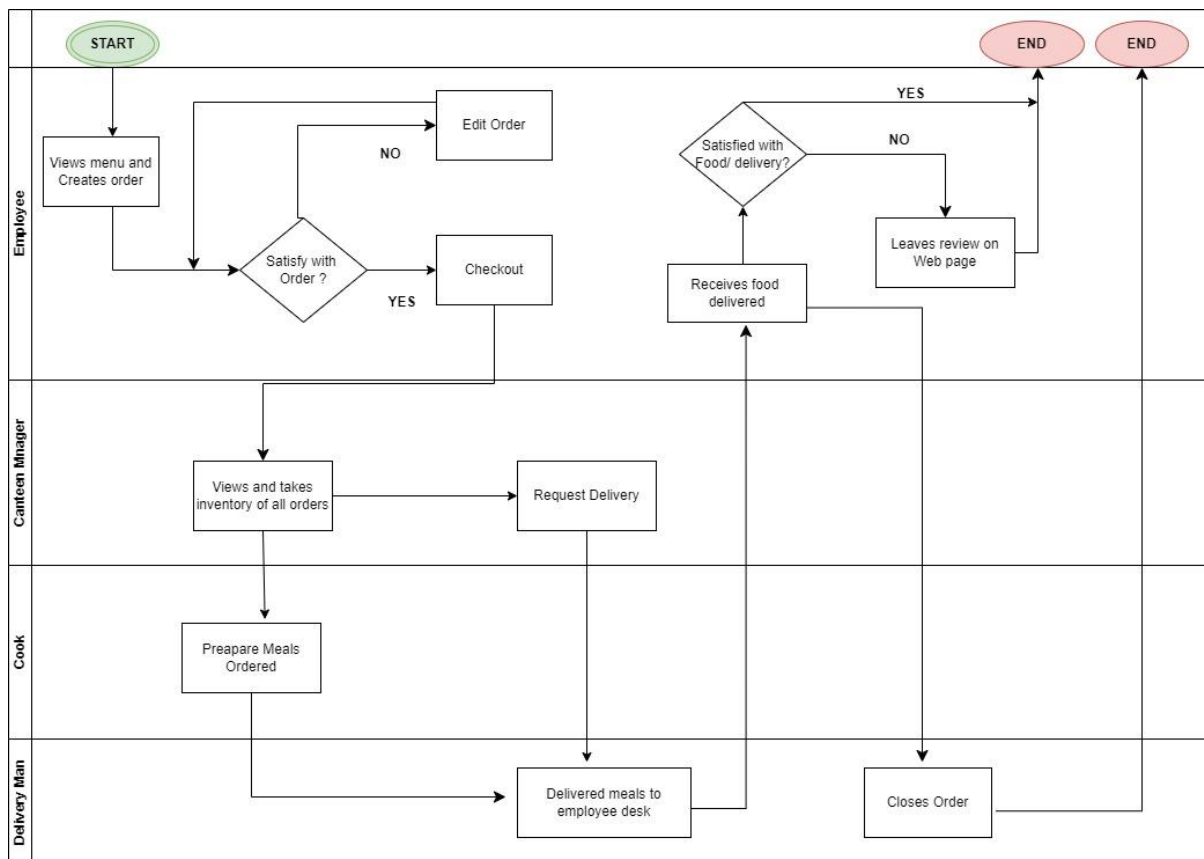 START
END
END
Employee
Views menu and
Creates order
Edit Order
NO
Satisfy with
Order ?
YES
Checkout
Satisfied with
Food/ delivery?
YES
NO
Leaves review on
Web page
Receives food
delivered
Canteen Mnager
Views and takes
inventory of all orders
Request Delivery
Cook
Preapare Meals
Ordered
Delivery Man
Delivered meals to
employee desk
Closes Order